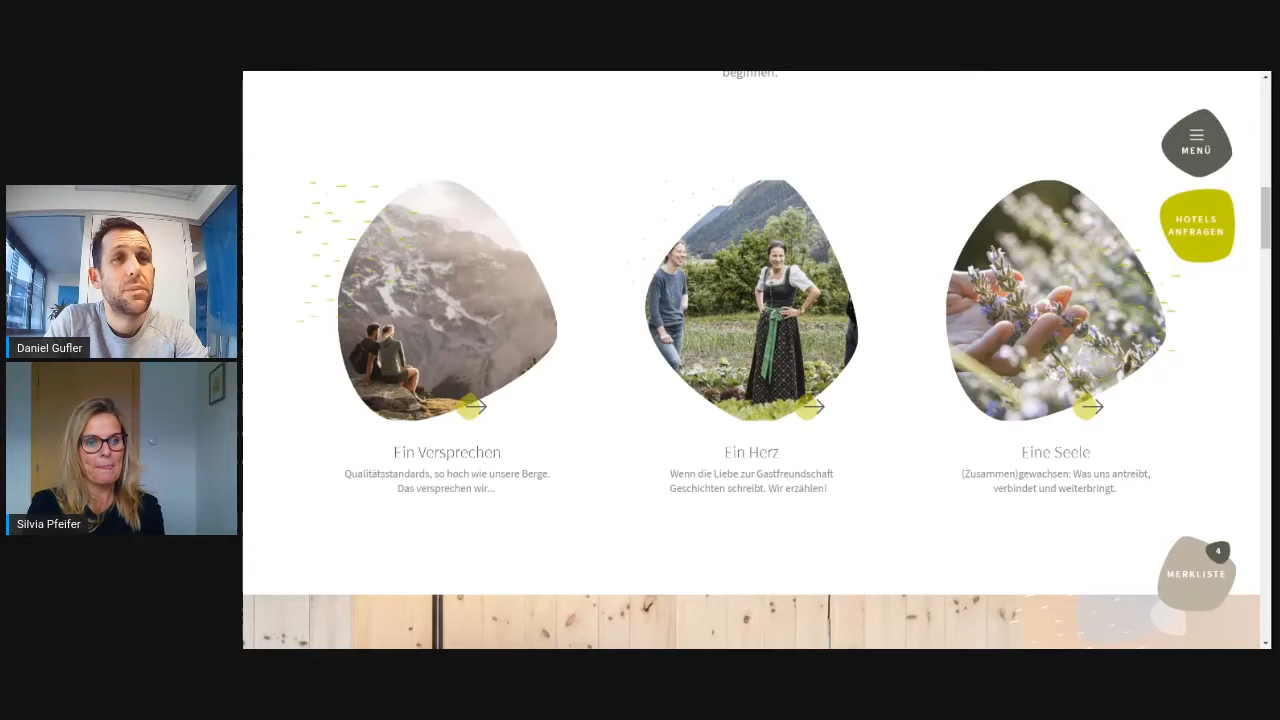 beginnen.
MENÜ
HOTELS
ANFRAGEN
Daniel Gufler
Silvia Pfeifer
Ein Versprechen
Qualitätsstandards, so hoch wie unsere Berge.
Das versprechen wir...
Ein Herz
Wenn die Liebe zur Gastfreundschaft
Geschichten schreibt. Wir erzählen!
Eine Seele
(Zusammen)gewachsen: Was uns antreibt,
verbindet und weiterbringt.
4
MERKLISTE